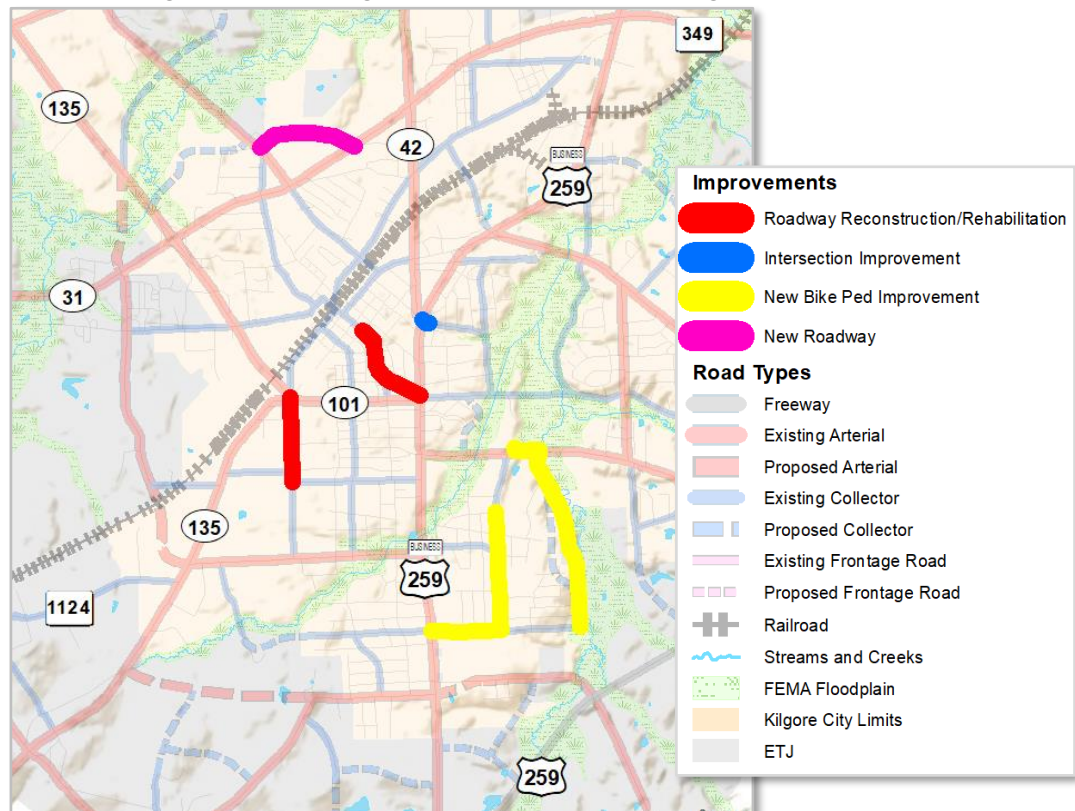 349
135
42
BUSINESS
259
31
101
135
BUSINESS
259
1124
259
Improvements
Roadway Reconstruction/Rehabilitation
Intersection Improvement
New Bike Ped Improvement
New Roadway
Road Types
Freeway
Existing Arterial
Proposed Arterial
Existing Collector
Proposed Collector
Existing Frontage Road
Proposed Frontage Road
Railroad
Streams and Creeks
FEMA Floodplain
Kilgore City Limits
ETJ